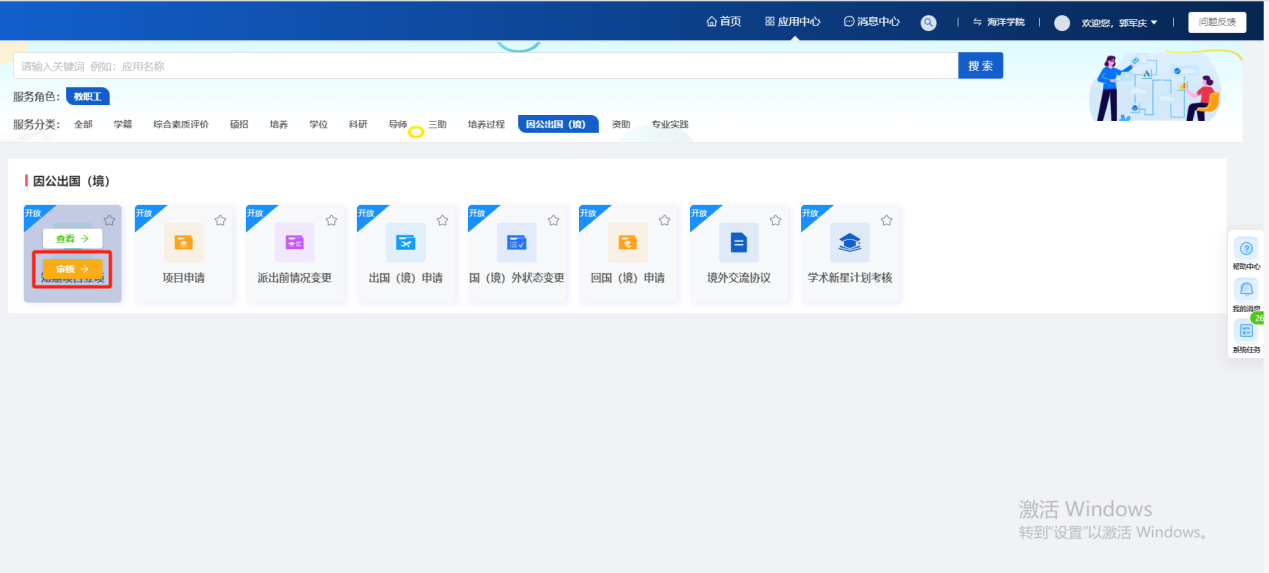 首页 应用中心 消息中心 海洋学院 欢迎您，郭军庆 问题反馈
请输入关键词 例如：应用名称 搜索
服务角色： 教职工
服务分类： 全部 学籍 综合素质评价 硕招 培养 学位 科研 导师 三助 培养过程 因公出国（境） 资助 专业实践
因公出国（境）
开放 开放 开放 开放 开放 开放 开放 开放
查看 →
审核 →
短期项目立项 项目申请 派出前情况变更 出国（境）申请 国（境）外状态变更 回国（境）申请 境外交流协议 学术新星计划考核
帮助中心
我的消息
26
系统任务
激活 Windows
转到"设置"以激活 Windows。